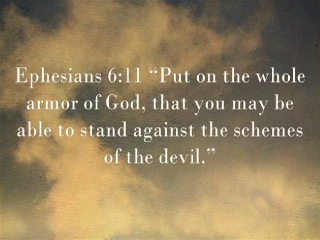 Ephesians 6:11 “Put on the whole
armor of God, that you may be
able to stand against the schemes
of the devil.”